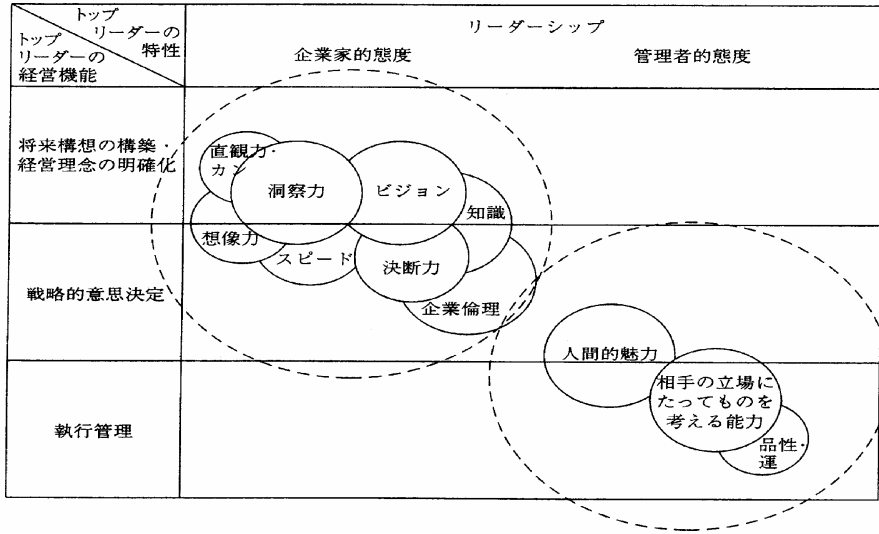 トップ
リーダーの
特性
トップ
リーダーの
経営機能
リーダーシップ
企業家的態度
管理者的態度
将来構想の構築・
経営理念の明確化
直観力・
カン
洞察力
ビジョン
知識
想像力
スピード
決断力
企業倫理
戦略的意思決定
人間的魅力
相手の立場に
たってものを
考える能力
品性・
運
執行管理